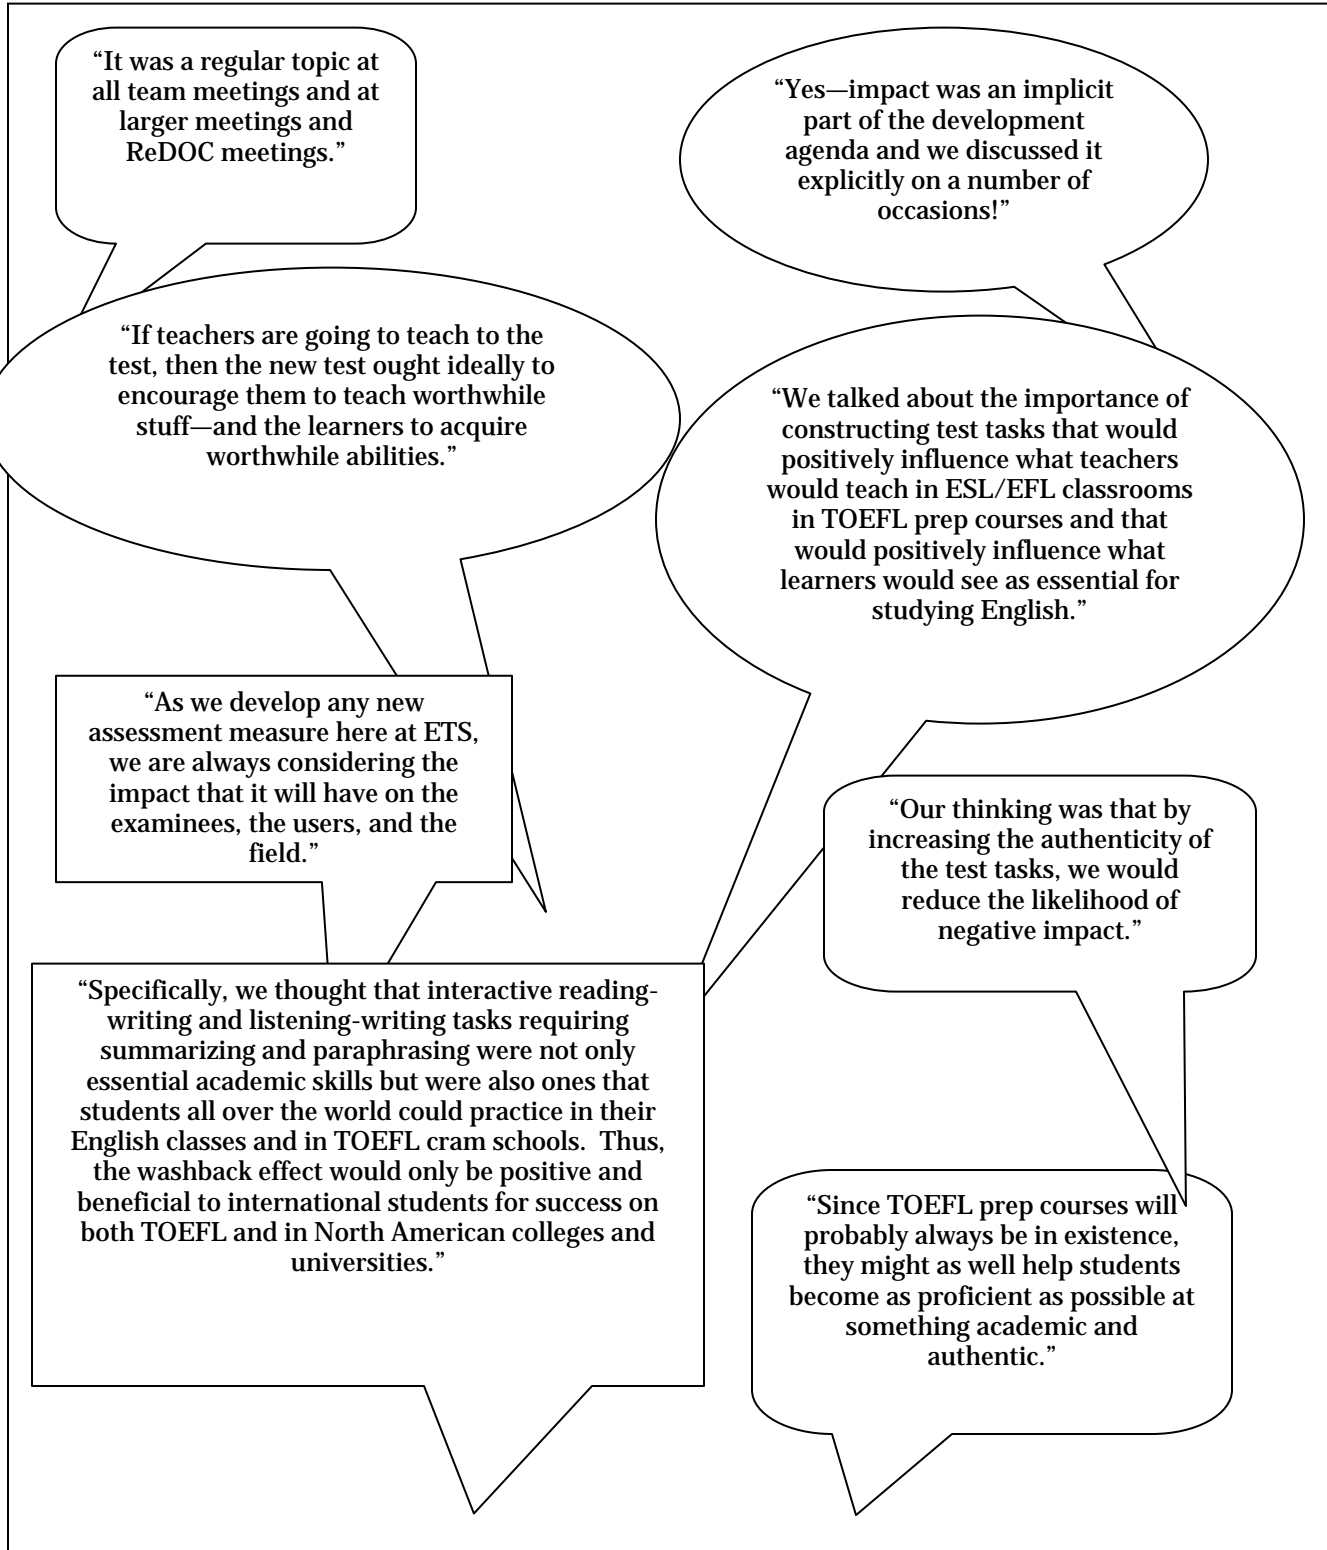 “It was a regular topic at
all team meetings and at
larger meetings and
ReDOC meetings.”
“Yes—impact was an implicit
part of the development
agenda and we discussed it
explicitly on a number of
occasions!”
“If teachers are going to teach to the
test, then the new test ought ideally to
encourage them to teach worthwhile
stuff—and the learners to acquire
worthwhile abilities.”
“We talked about the importance of
constructing test tasks that would
positively influence what teachers
would teach in ESL/EFL classrooms
in TOEFL prep courses and that
would positively influence what
learners would see as essential for
studying English.”
“As we develop any new
assessment measure here at ETS,
we are always considering the
impact that it will have on the
examinees, the users, and the
field.”
“Our thinking was that by
increasing the authenticity of
the test tasks, we would
reduce the likelihood of
negative impact.”
“Specifically, we thought that interactive reading-
writing and listening-writing tasks requiring
summarizing and paraphrasing were not only
essential academic skills but were also ones that
students all over the world could practice in their
English classes and in TOEFL cram schools.  Thus,
the washback effect would only be positive and
beneficial to international students for success on
both TOEFL and in North American colleges and
universities.”
“Since TOEFL prep courses will
probably always be in existence,
they might as well help students
become as proficient as possible at
something academic and
authentic.”